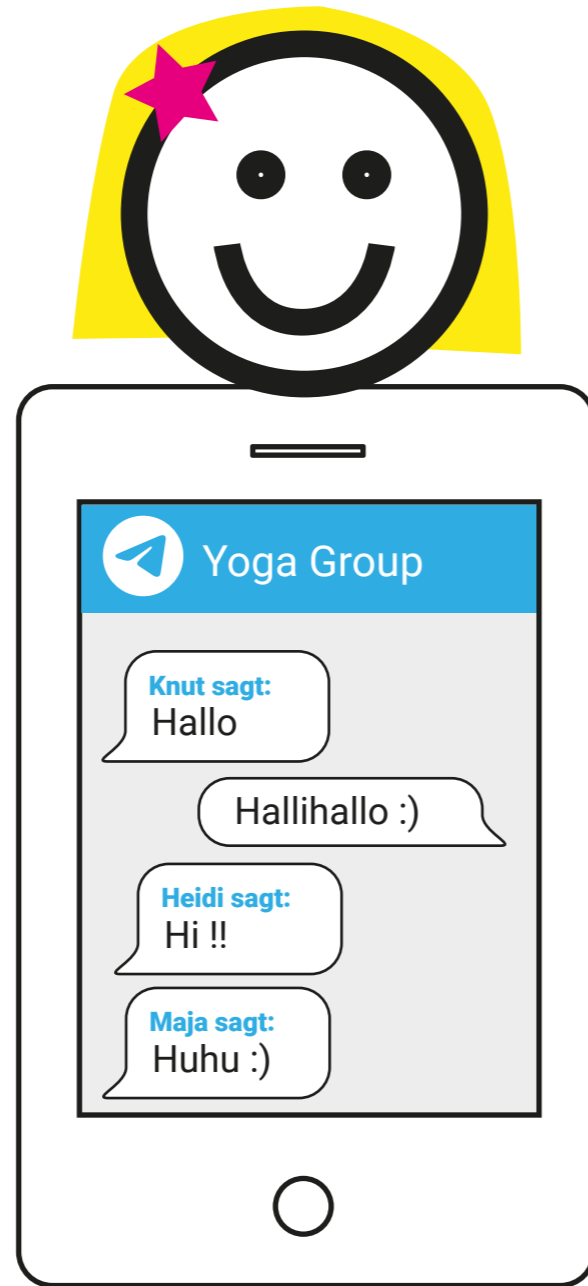 Yoga Group
Knut sagt:
Hallo
Hallihallo :)
Heidi sagt:
Hi !!
Maja sagt:
Huhu :)